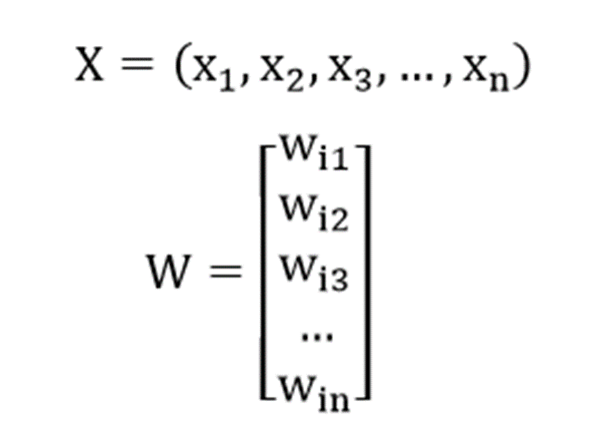 X = (x₁, x₂, x₃, ..., xₙ)
wᵢ₁
wᵢ₂
W = wᵢ₃
...
wᵢₙ